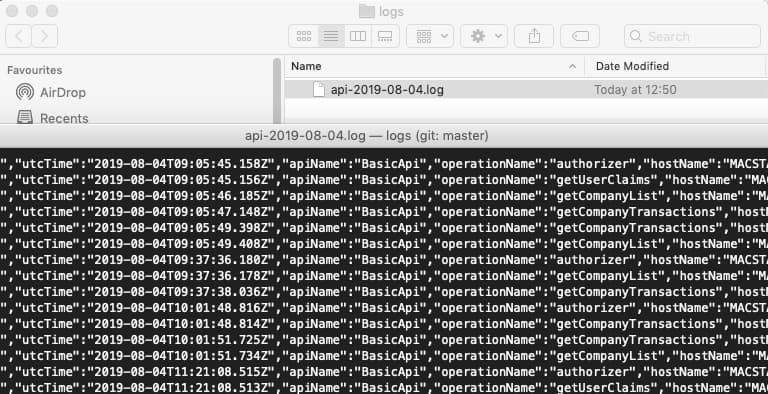 logs
Search
Favourites
AirDrop
Recents
Name
Date Modified
api-2019-08-04.log
Today at 12:50
api-2019-08-04.log — logs (git: master)
","utcTime":"2019-08-04T09:05:45.158Z","apiName":"BasicApi","operationName":"authorizer","hostName":"MACSTA
","utcTime":"2019-08-04T09:05:45.156Z","apiName":"BasicApi","operationName":"getUserClaims","hostName":"MAC
","utcTime":"2019-08-04T09:05:46.185Z","apiName":"BasicApi","operationName":"getCompanyList","hostName":"MA
","utcTime":"2019-08-04T09:05:47.148Z","apiName":"BasicApi","operationName":"getCompanyTransactions","host
","utcTime":"2019-08-04T09:05:49.398Z","apiName":"BasicApi","operationName":"getCompanyTransactions","host
","utcTime":"2019-08-04T09:05:49.408Z","apiName":"BasicApi","operationName":"getCompanyList","hostName":"MA
","utcTime":"2019-08-04T09:37:36.180Z","apiName":"BasicApi","operationName":"authorizer","hostName":"MACSTA
","utcTime":"2019-08-04T09:37:36.178Z","apiName":"BasicApi","operationName":"getCompanyList","hostName":"MA
","utcTime":"2019-08-04T09:37:38.036Z","apiName":"BasicApi","operationName":"getCompanyTransactions","host
","utcTime":"2019-08-04T10:01:48.816Z","apiName":"BasicApi","operationName":"authorizer","hostName":"MACSTA
","utcTime":"2019-08-04T10:01:48.814Z","apiName":"BasicApi","operationName":"getCompanyTransactions","host
","utcTime":"2019-08-04T10:01:51.725Z","apiName":"BasicApi","operationName":"getCompanyTransactions","host
","utcTime":"2019-08-04T10:01:51.734Z","apiName":"BasicApi","operationName":"getCompanyList","hostName":"MA
","utcTime":"2019-08-04T11:21:08.515Z","apiName":"BasicApi","operationName":"authorizer","hostName":"MACSTA
","utcTime":"2019-08-04T11:21:08.513Z","apiName":"BasicApi","operationName":"getUserClaims","hostName":"MAC